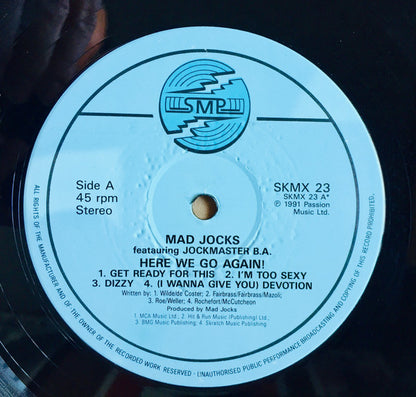 SMP
Side A
45 rpm
Stereo
SKMX 23
SKMX 23 A*
℗ 1991 Passion
Music Ltd.
MAD JOCKS
featauring JOCKMASTER B.A.
HERE WE GO AGAIN!
1. GET READY FOR THIS 2. I'M TOO SEXY
3. DIZZY 4. (I WANNA GIVE YOU) DEVOTION
Written by: 1. Wilde/de Coster; 2. Fairbrass/Fairbrass/Mazoli;
3. Roe/Weller; 4. Rochefort/McCutcheon
Produced by Mad Jocks
1. MCA Music Ltd.; 2. Hit & Run Music (Publishing) Ltd.;
3. BMG Music Publishing; 4. Skratch Music Publishing
ALL RIGHTS OF THE MANUFACTURER AND OF THE OWNER OF THE RECORDED WORK RESERVED – UNAUTHORISED PUBLIC PERFORMANCE BROADCASTING AND COPYING OF THIS RECORD PROHIBITED.